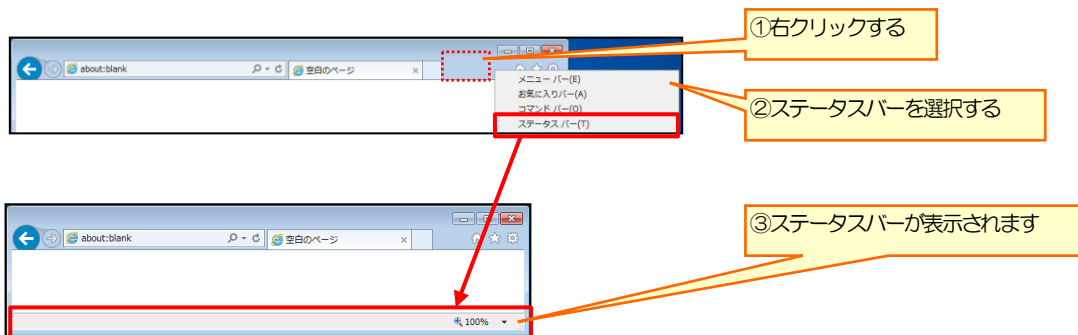 ①右クリックする
about:blank
空白のページ
メニュー バー(E)
お気に入りバー(A)
コマンド バー(O)
ステータス バー(T)
②ステータスバーを選択する
③ステータスバーが表示されます
about:blank
空白のページ
100%